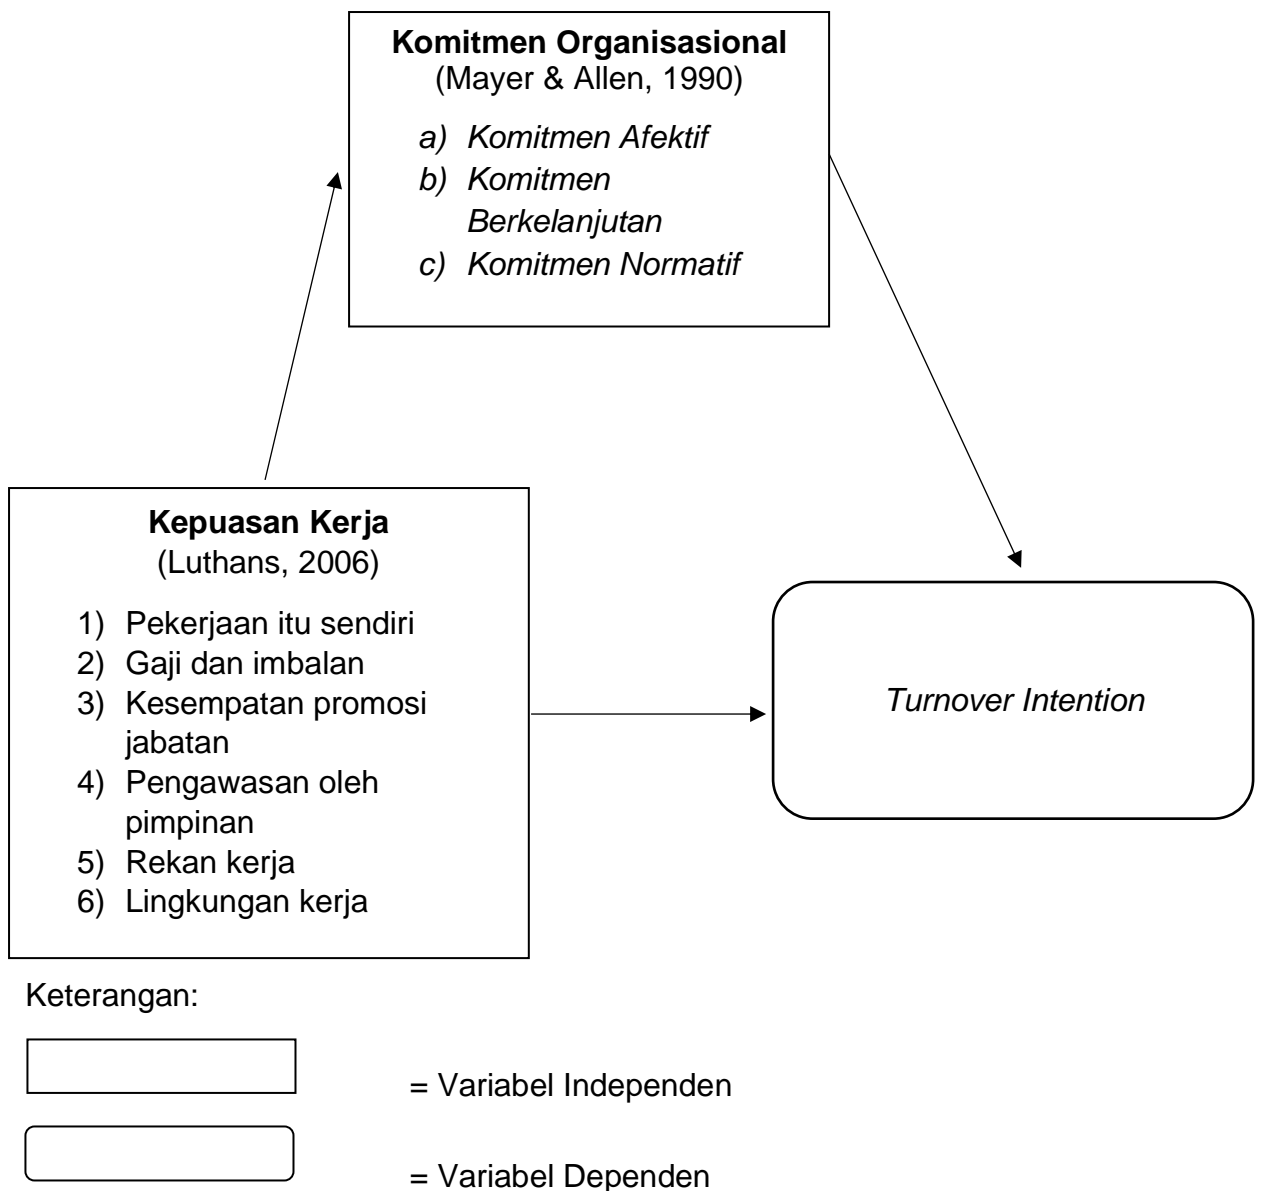 Komitmen Organisasional
(Mayer & Allen, 1990)
a) Komitmen Afektif
b) Komitmen
Berkelanjutan
c) Komitmen Normatif
Kepuasan Kerja
(Luthans, 2006)
1) Pekerjaan itu sendiri
2) Gaji dan imbalan
3) Kesempatan promosi
jabatan
4) Pengawasan oleh
pimpinan
5) Rekan kerja
6) Lingkungan kerja
Turnover Intention
Keterangan:
= Variabel Independen
= Variabel Dependen